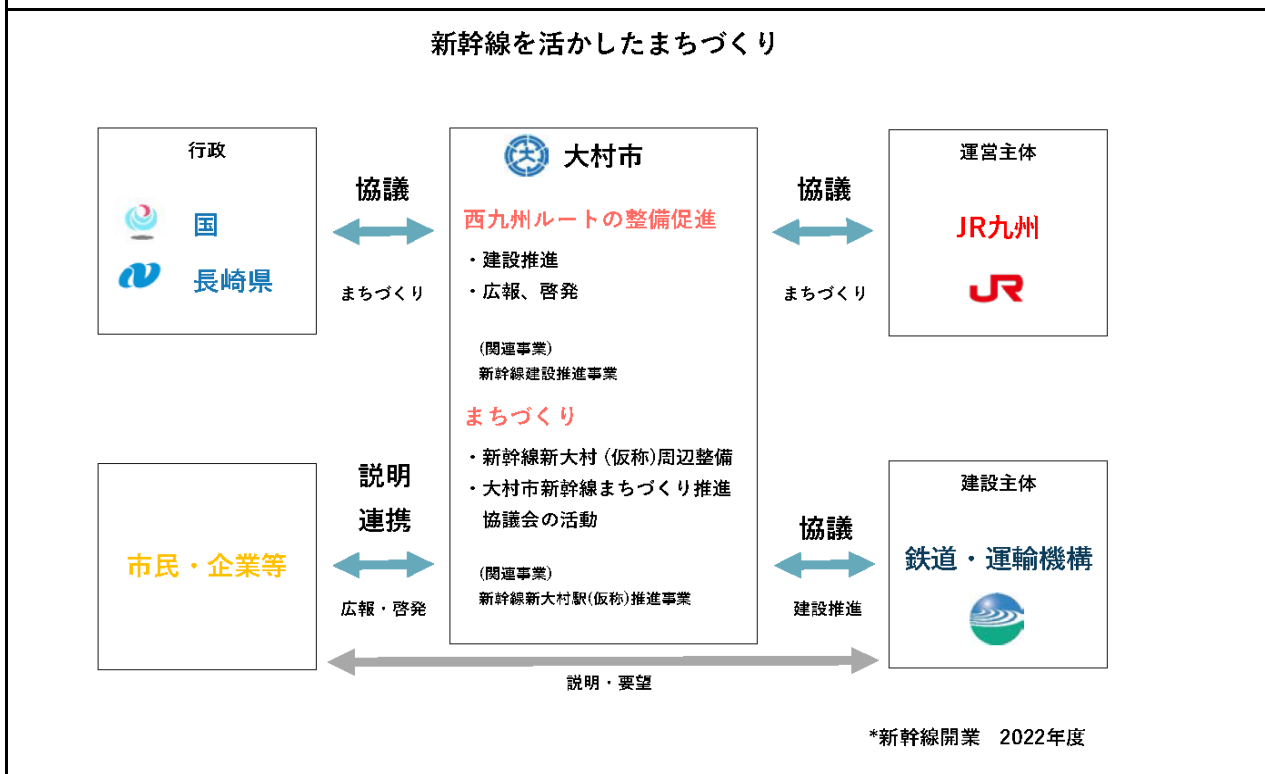 新幹線を活かしたまちづくり
行政
国
長崎県
協議
まちづくり
大村市
西九州ルートの整備促進
・建設推進
・広報、啓発
(関連事業)
新幹線建設推進事業
まちづくり
・新幹線新大村 (仮称)周辺整備
・大村市新幹線まちづくり推進
協議会の活動
(関連事業)
新幹線新大村駅(仮称)推進事業
協議
まちづくり
運営主体
JR九州
JR
市民・企業等
説明
連携
広報・啓発
協議
建設推進
建設主体
鉄道・運輸機構
説明・要望
*新幹線開業 2022年度